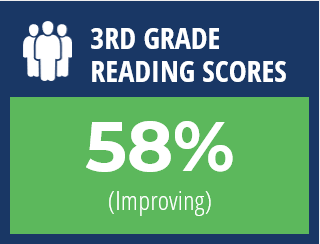 3RD GRADE
READING SCORES
58%
(Improving)